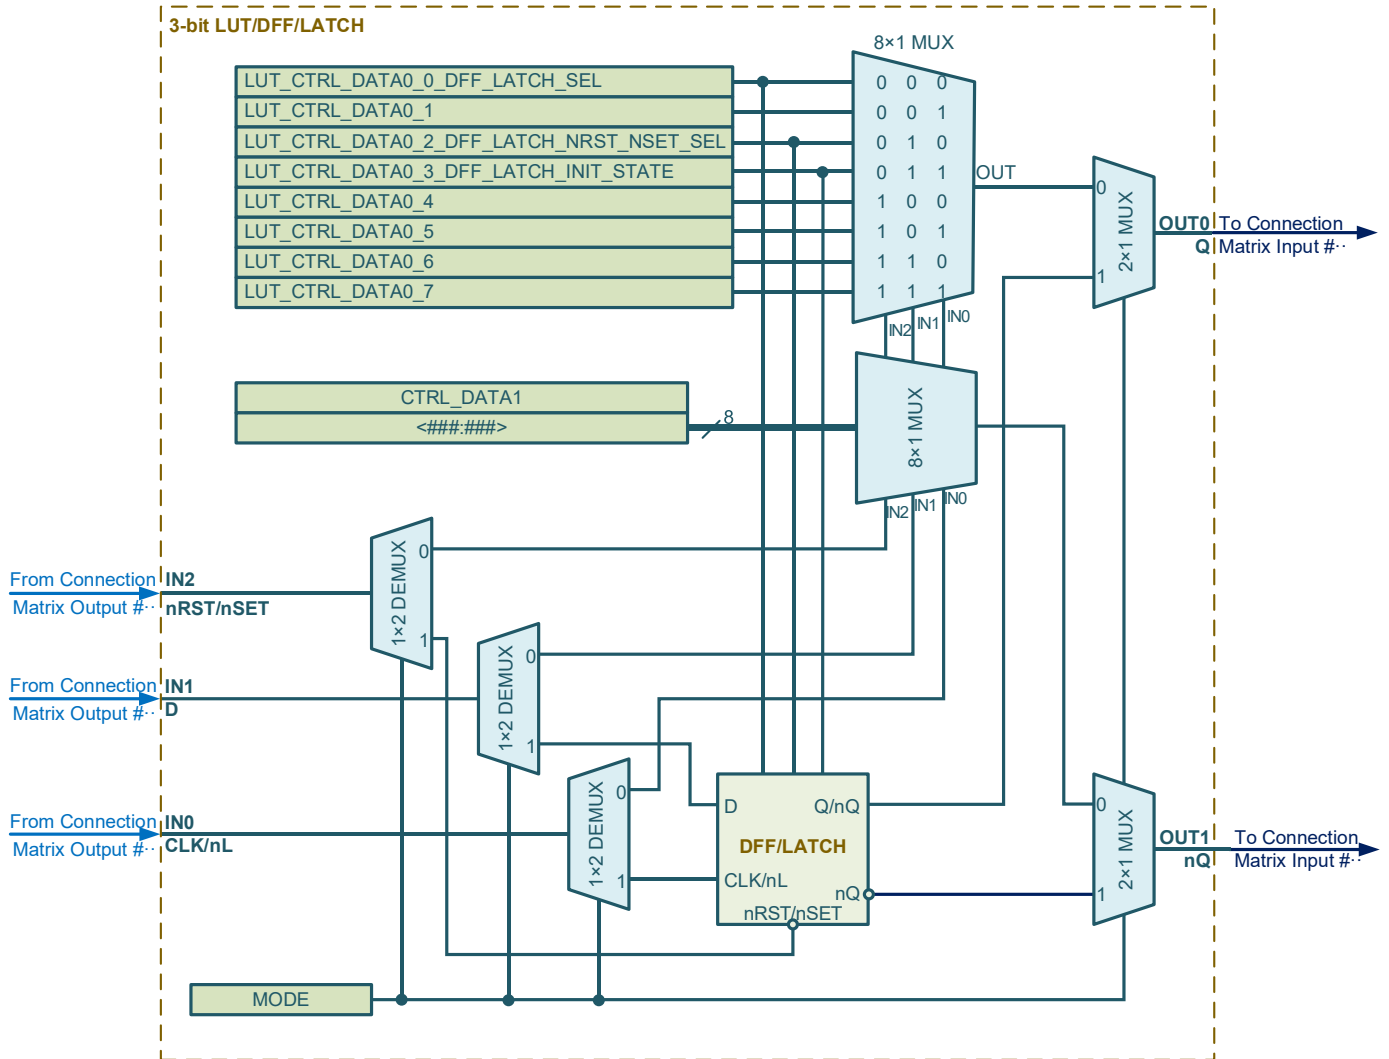 3-bit LUT/DFF/LATCH
8×1 MUX
LUT_CTRL_DATA0_0_DFF_LATCH_SEL
0 0 0
LUT_CTRL_DATA0_1
0 0 1
LUT_CTRL_DATA0_2_DFF_LATCH_NRST_NSET_SEL
0 1 0
LUT_CTRL_DATA0_3_DFF_LATCH_INIT_STATE
0 1 1
OUT
LUT_CTRL_DATA0_4
1 0 0
LUT_CTRL_DATA0_5
1 0 1
LUT_CTRL_DATA0_6
1 1 0
LUT_CTRL_DATA0_7
1 1 1
IN2 IN1 IN0
0
2×1 MUX
1
OUT0
Q
To Connection
Matrix Input #··
CTRL_DATA1
<###:###>
8
8×1 MUX
IN2 IN1 IN0
From Connection
Matrix Output #··
IN2
nRST/nSET
0
1×2 DEMUX
1
From Connection
Matrix Output #··
IN1
D
0
1×2 DEMUX
1
From Connection
Matrix Output #··
IN0
CLK/nL
0
1×2 DEMUX
1
D
Q/nQ
DFF/LATCH
CLK/nL
nQ
nRST/nSET
0
2×1 MUX
1
OUT1
nQ
To Connection
Matrix Input #··
MODE